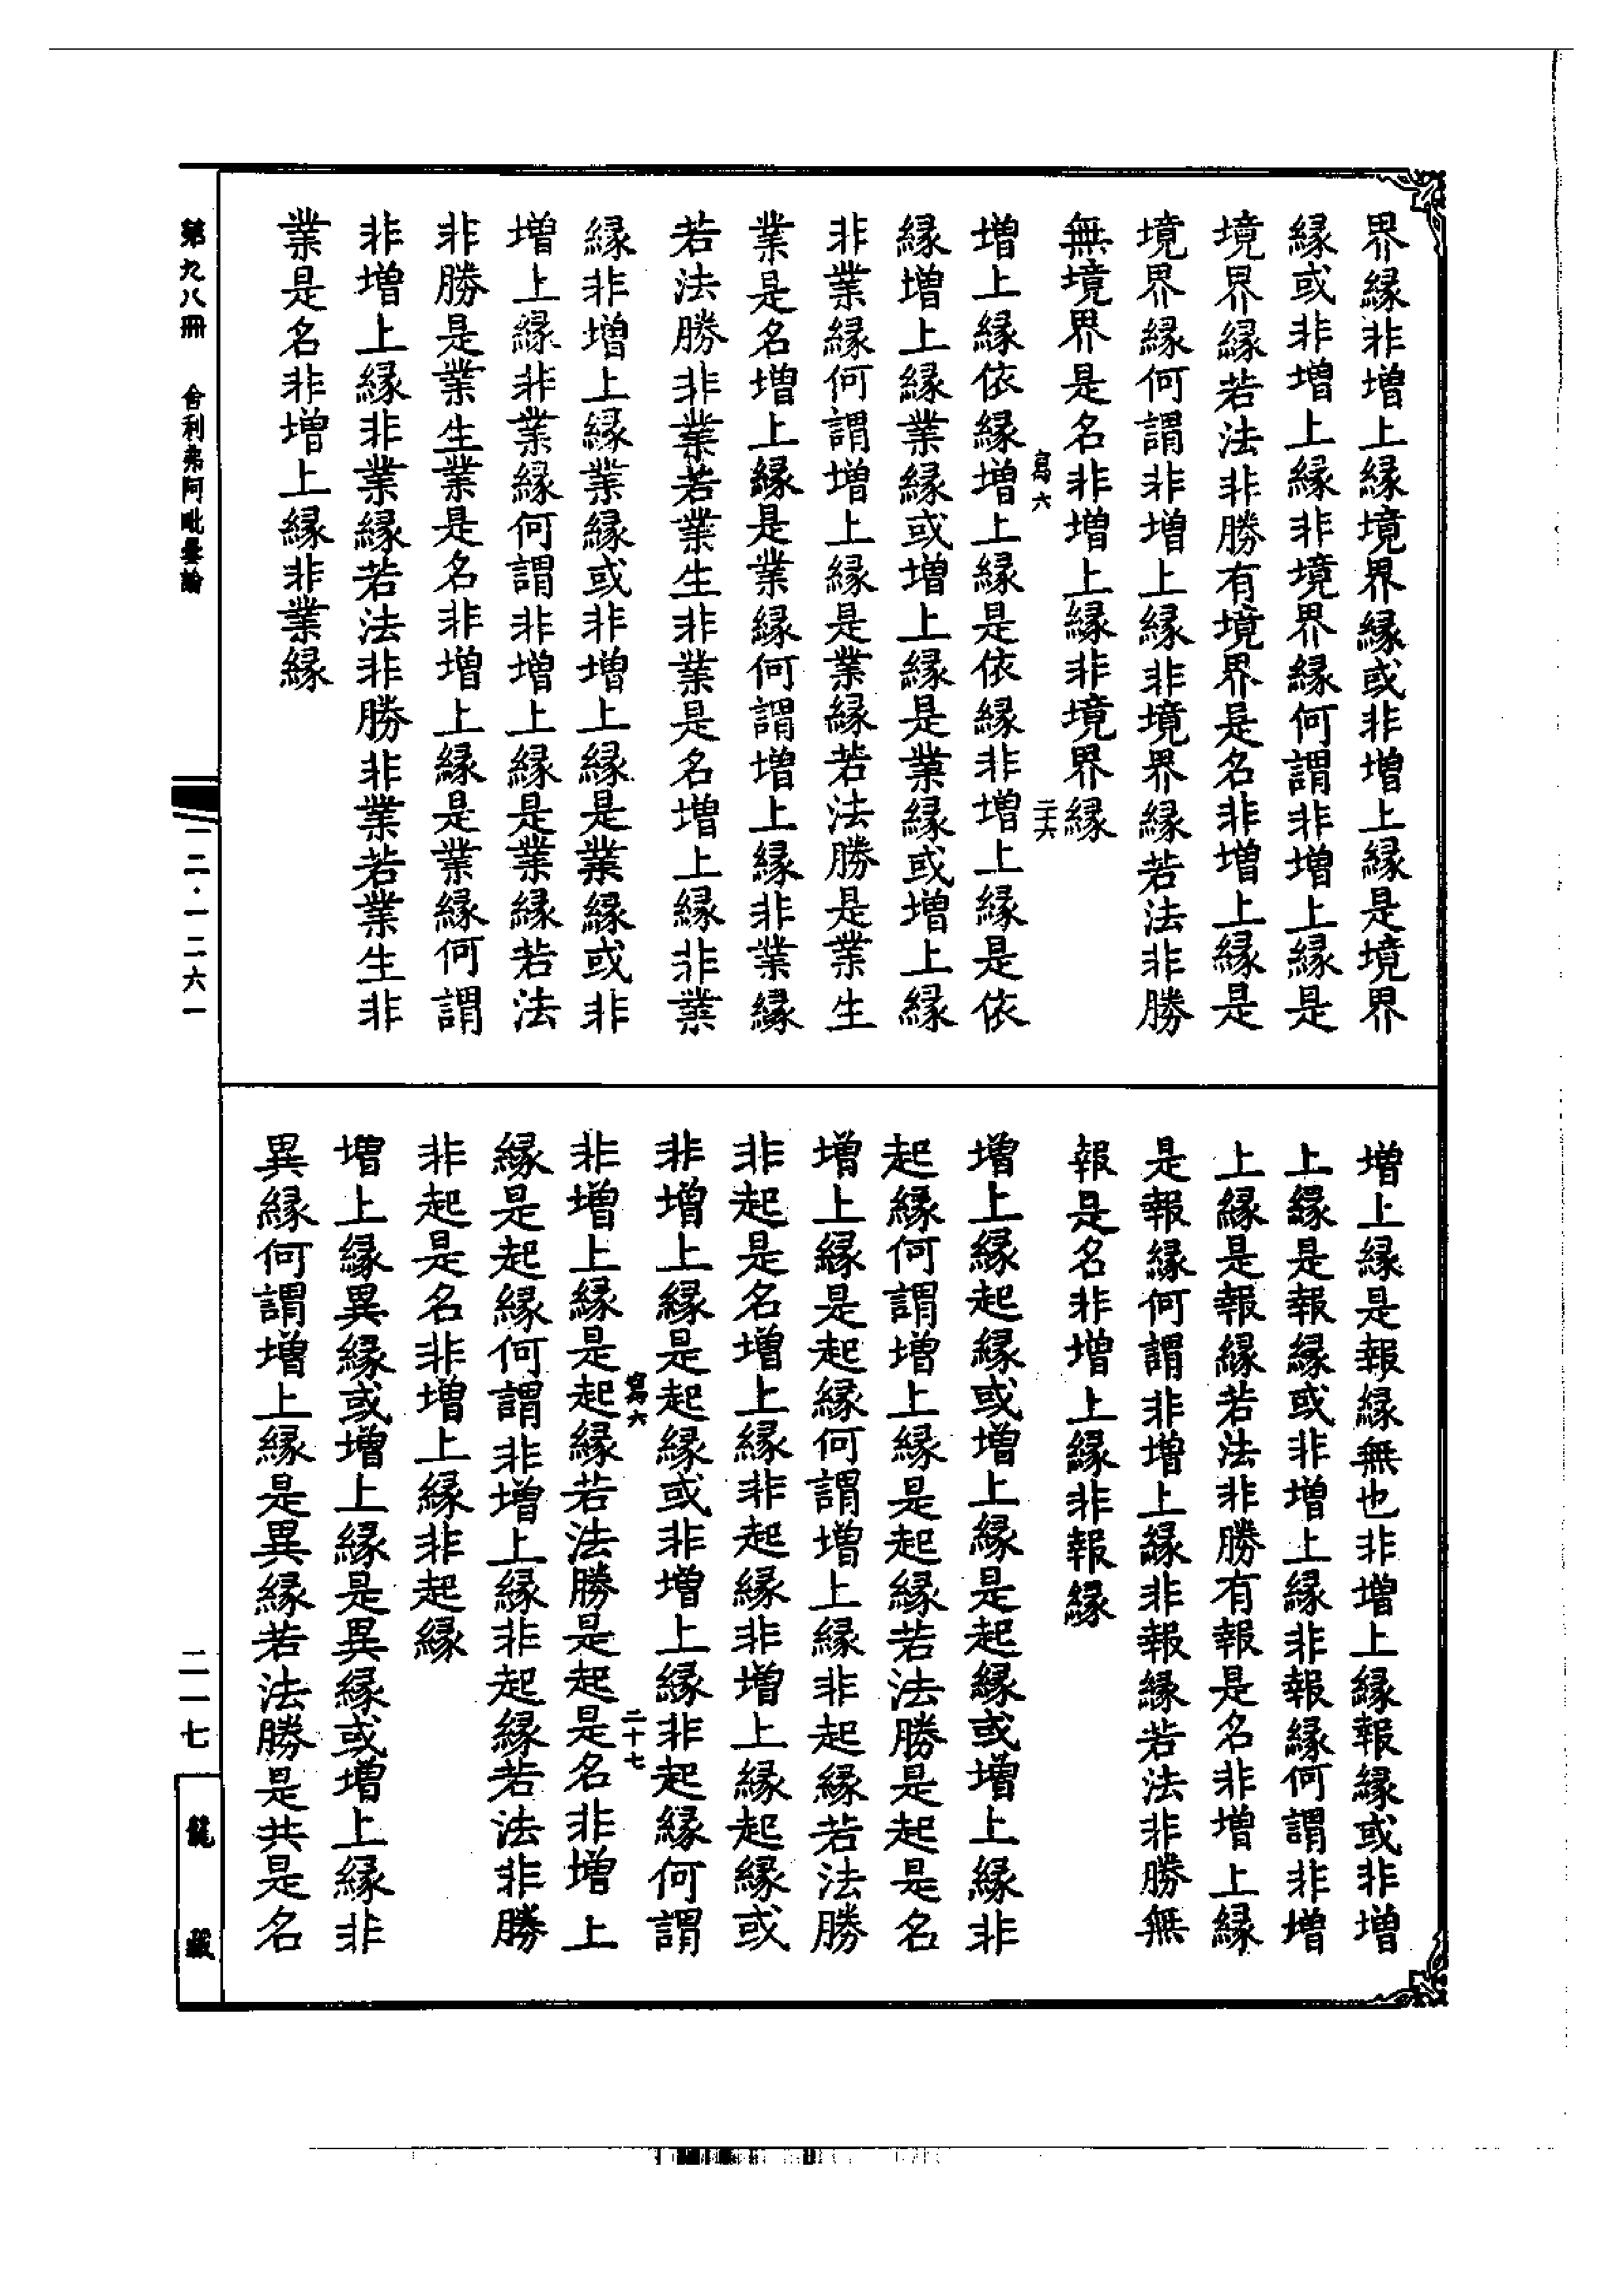 界緣非增上緣境界緣或非增上緣是境界
緣或非增上緣非境界緣何謂非增上緣是
境界緣若法非勝有境界是名非增上緣是
境界緣何謂非增上緣非境界緣若法非勝
無境界是名非增上緣非境界緣
寫六
二十六
增上緣依緣增上緣是依緣非增上緣是依
緣增上緣業緣或增上緣是業緣或增上緣
非業緣何謂增上緣是業緣若法勝是業生
業是名增上緣是業緣何謂增上緣非業緣
若法勝非業若業生非業是名增上緣非業
緣非增上緣業緣或非增上緣是業緣或非
增上緣非業緣何謂非增上緣是業緣若法
非勝是業生業是名非增上緣是業緣何謂
非增上緣非業緣若法非勝非業若業生非
業是名非增上緣非業緣
增上緣是報緣無也非增上緣報緣或非增
上緣是報緣或非增上緣非報緣何謂非增
上緣是報緣若法非勝有報是名非增上緣
是報緣何謂非增上緣非報緣若法非勝無
報是名非增上緣非報緣
增上緣起緣或增上緣是起緣或增上緣非
起緣何謂增上緣是起緣若法勝是起是名
增上緣是起緣何謂增上緣非起緣若法勝
非起是名增上緣非起緣非增上緣起緣或
非增上緣是起緣或非增上緣非起緣何謂
寫六
二十七
非增上緣是起緣若法勝是起是名非增上
緣是起緣何謂非增上緣非起緣若法非勝
非起是名非增上緣非起緣
增上緣異緣或增上緣是異緣或增上緣非
異緣何謂增上緣是異緣若法勝是共是名
第九八冊
舍利弗阿毗曇論
一二·一二六一
二一七
龍藏